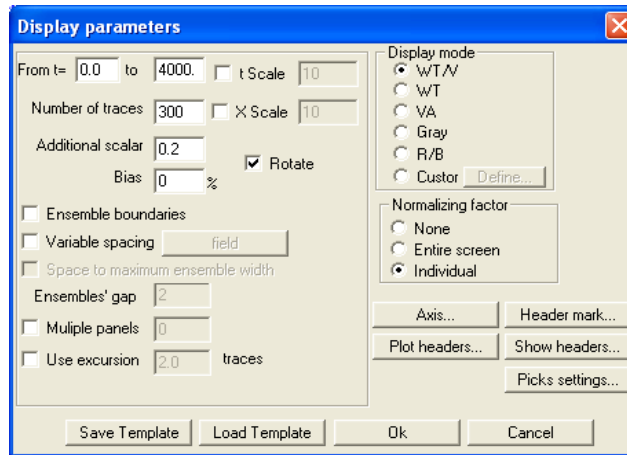 Display parameters
From t= 0.0 to 4000. t Scale 10
Number of traces 300 X Scale 10
Additional scalar 0.2
Rotate
Bias 0 %
Ensemble boundaries
Variable spacing field
Space to maximum ensemble width
Ensembles' gap 2
Muliple panels 0
Use excursion 2.0 traces
Display mode
WT/V
WT
VA
Gray
R/B
Custor Define...
Normalizing factor
None
Entire screen
Individual
Axis... Header mark...
Plot headers... Show headers...
Picks settings...
Save Template Load Template Ok Cancel